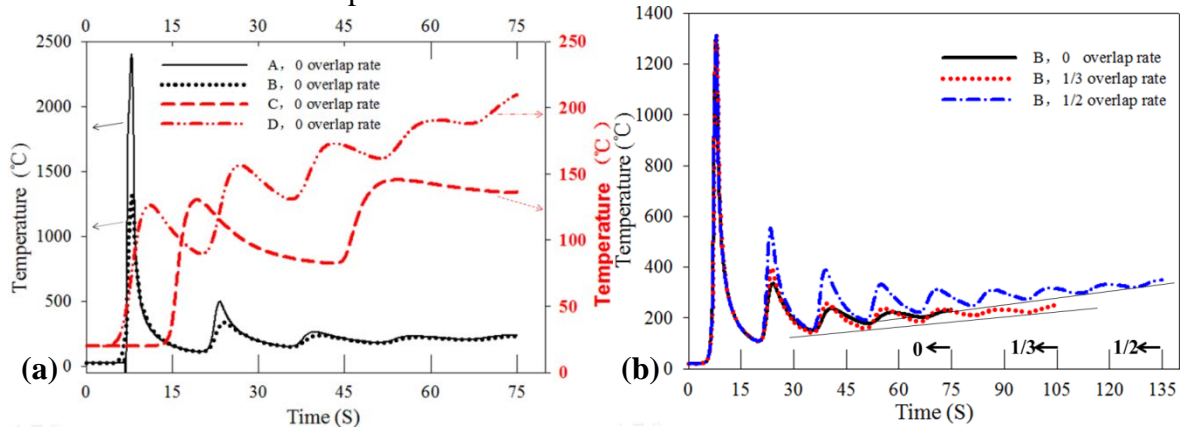 0 15 30 45 60 75
2500
2000
1500
1000
500
0
Temperature (℃)
A, 0 overlap rate
B, 0 overlap rate
C, 0 overlap rate
D, 0 overlap rate
250
200
150
100
50
0
Temperature (℃)
0 15 30 45 60 75
Time (S)
(a)
1400
1200
1000
800
600
400
200
0
Temperature (℃)
B, 0 overlap rate
B, 1/3 overlap rate
B, 1/2 overlap rate
0
1/3
1/2
0 15 30 45 60 75 90 105 120 135
Time (S)
(b)